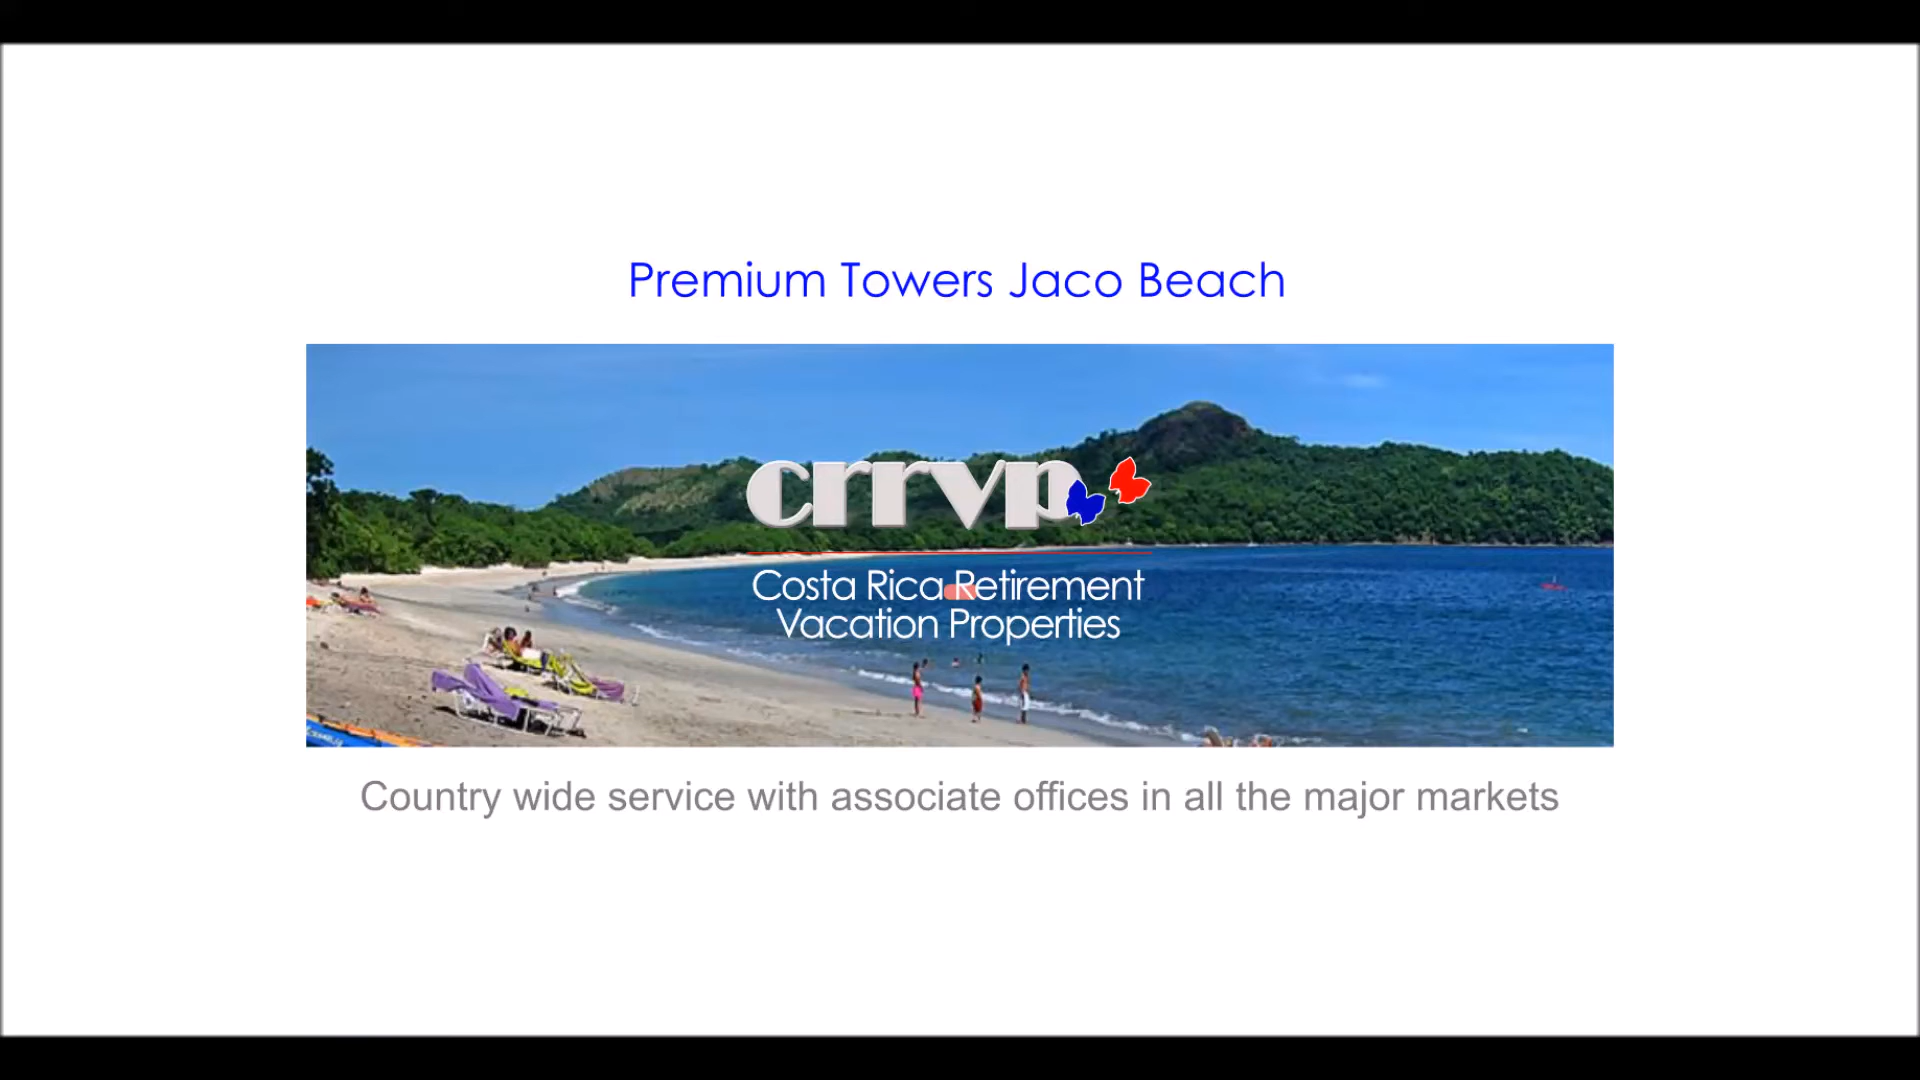 Premium Towers Jaco Beach
crrvp
Costa Rica Retirement
Vacation Properties
Country wide service with associate offices in all the major markets